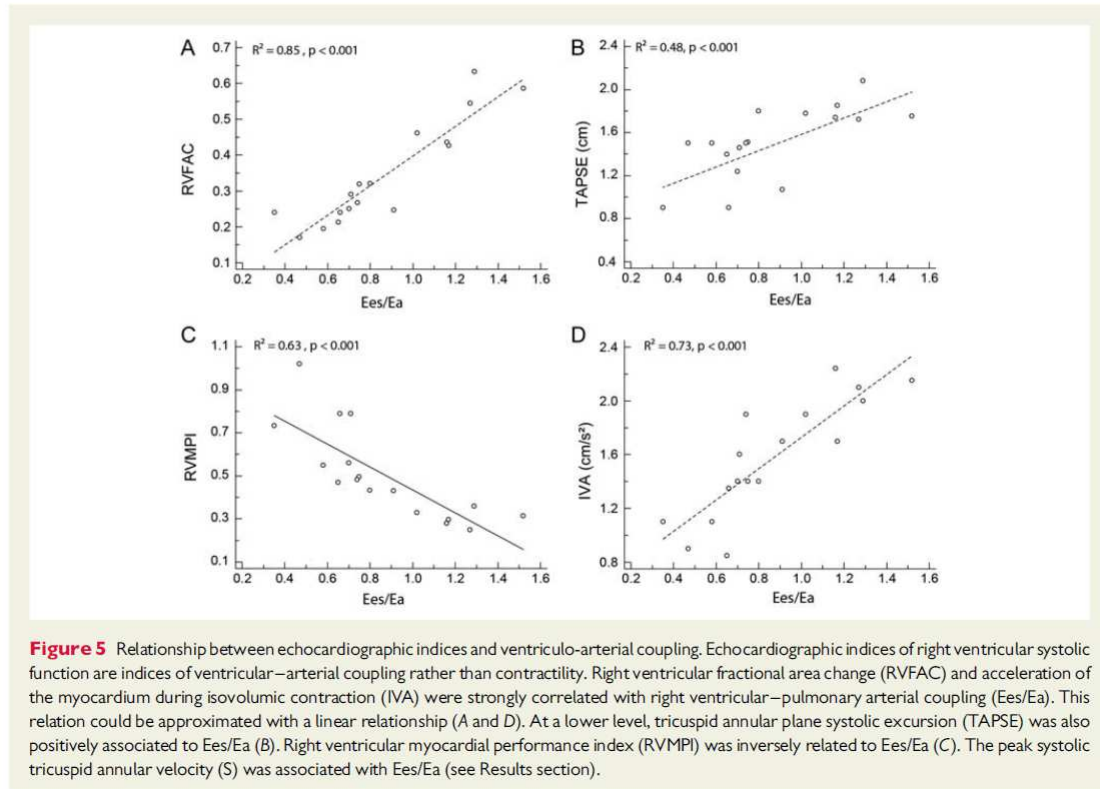 A
R² = 0.85, p < 0.001
RVFAC
0.7
0.6
0.5
0.4
0.3
0.2
0.1
0.2 0.4 0.6 0.8 1.0 1.2 1.4 1.6
Ees/Ea
B
R² = 0.48, p < 0.001
TAPSE (cm)
2.4
2.0
1.6
1.2
0.8
0.4
0.2 0.4 0.6 0.8 1.0 1.2 1.4 1.6
Ees/Ea
C
R² = 0.63, p < 0.001
RVMPI
1.1
0.9
0.7
0.5
0.3
0.1
0.2 0.4 0.6 0.8 1.0 1.2 1.4 1.6
Ees/Ea
D
R² = 0.73, p < 0.001
IVA (cm/s²)
2.4
2.0
1.6
1.2
0.8
0.2 0.4 0.6 0.8 1.0 1.2 1.4 1.6
Ees/Ea
Figure 5 Relationship between echocardiographic indices and ventriculo-arterial coupling. Echocardiographic indices of right ventricular systolic
function are indices of ventricular–arterial coupling rather than contractility. Right ventricular fractional area change (RVFAC) and acceleration of
the myocardium during isovolumic contraction (IVA) were strongly correlated with right ventricular–pulmonary arterial coupling (Ees/Ea). This
relation could be approximated with a linear relationship (A and D). At a lower level, tricuspid annular plane systolic excursion (TAPSE) was also
positively associated to Ees/Ea (B). Right ventricular myocardial performance index (RVMPI) was inversely related to Ees/Ea (C). The peak systolic
tricuspid annular velocity (S) was associated with Ees/Ea (see Results section).